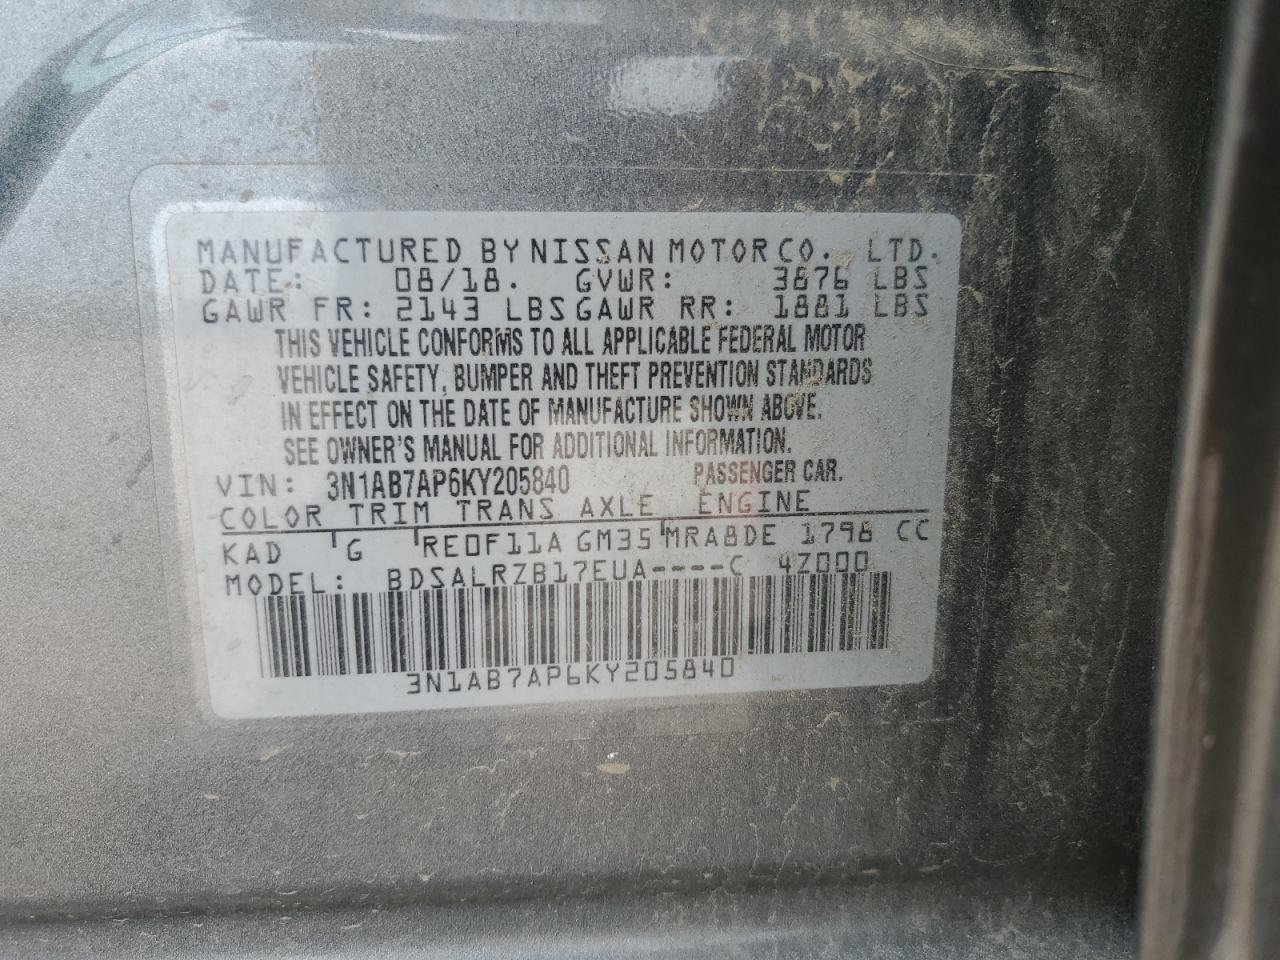 MANUFACTURED BY NISSAN MOTOR CO. LTD.
DATE: 08/18. GVWR: 3876 LBS
GAWR FR: 2143 LBS GAWR RR: 1881 LBS
THIS VEHICLE CONFORMS TO ALL APPLICABLE FEDERAL MOTOR
VEHICLE SAFETY, BUMPER AND THEFT PREVENTION STANDARDS
IN EFFECT ON THE DATE OF MANUFACTURE SHOWN ABOVE.
SEE OWNER'S MANUAL FOR ADDITIONAL INFORMATION.
VIN: 3N1AB7AP6KY205840 PASSENGER CAR.
COLOR TRIM TRANS AXLE ENGINE
KAD G RE0F11A GM35 MRA8DE 1798 CC
MODEL: BDSALRZB17EUA----C 4Z000
3N1AB7AP6KY205840